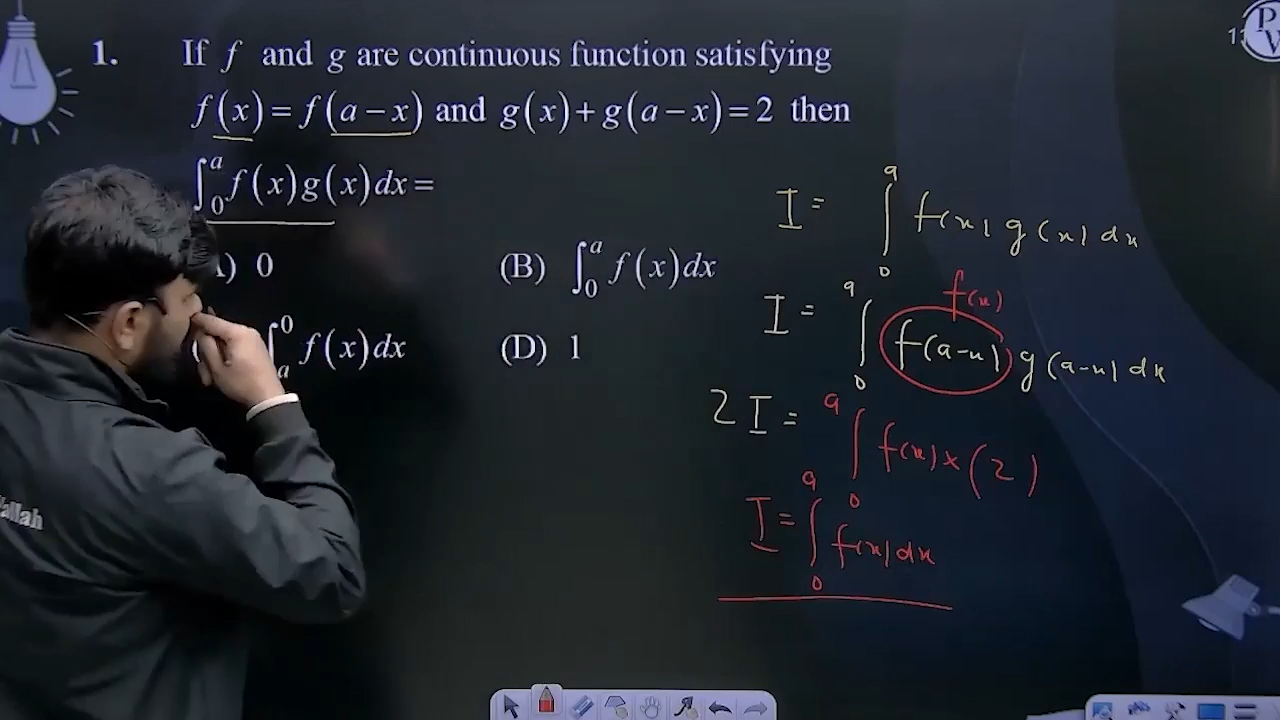 1. If f and g are continuous function satisfying
f(x) = f(a − x) and g(x) + g(a − x) = 2 then
∫₀ᵃ f(x)g(x)dx =
A) 0
(B) ∫₀ᵃ f(x)dx
∫ₐ⁰ f(x)dx
(D) 1
I = ∫₀ᵃ f(x) g(x) dx
f(x)
I = ∫₀ᵃ f(a-x) g(a-x) dx
2I = ∫₀ᵃ f(x) × (2)
I = ∫₀ᵃ f(x) dx
allah
P
W